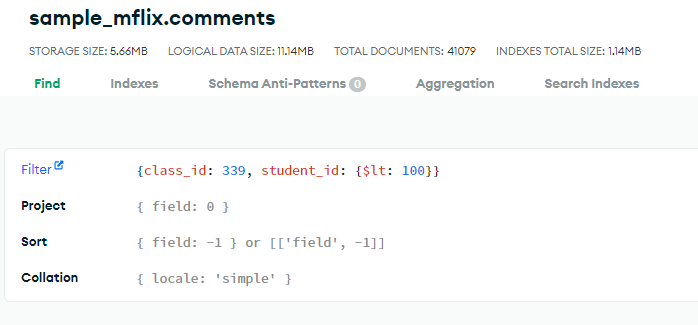 sample_mflix.comments
STORAGE SIZE: 5.66MB LOGICAL DATA SIZE: 11.14MB TOTAL DOCUMENTS: 41079 INDEXES TOTAL SIZE: 1.14MB
Find Indexes Schema Anti-Patterns 0 Aggregation Search Indexes
Filter {class_id: 339, student_id: {$lt: 100}}
Project { field: 0 }
Sort { field: -1 } or [['field', -1]]
Collation { locale: 'simple' }